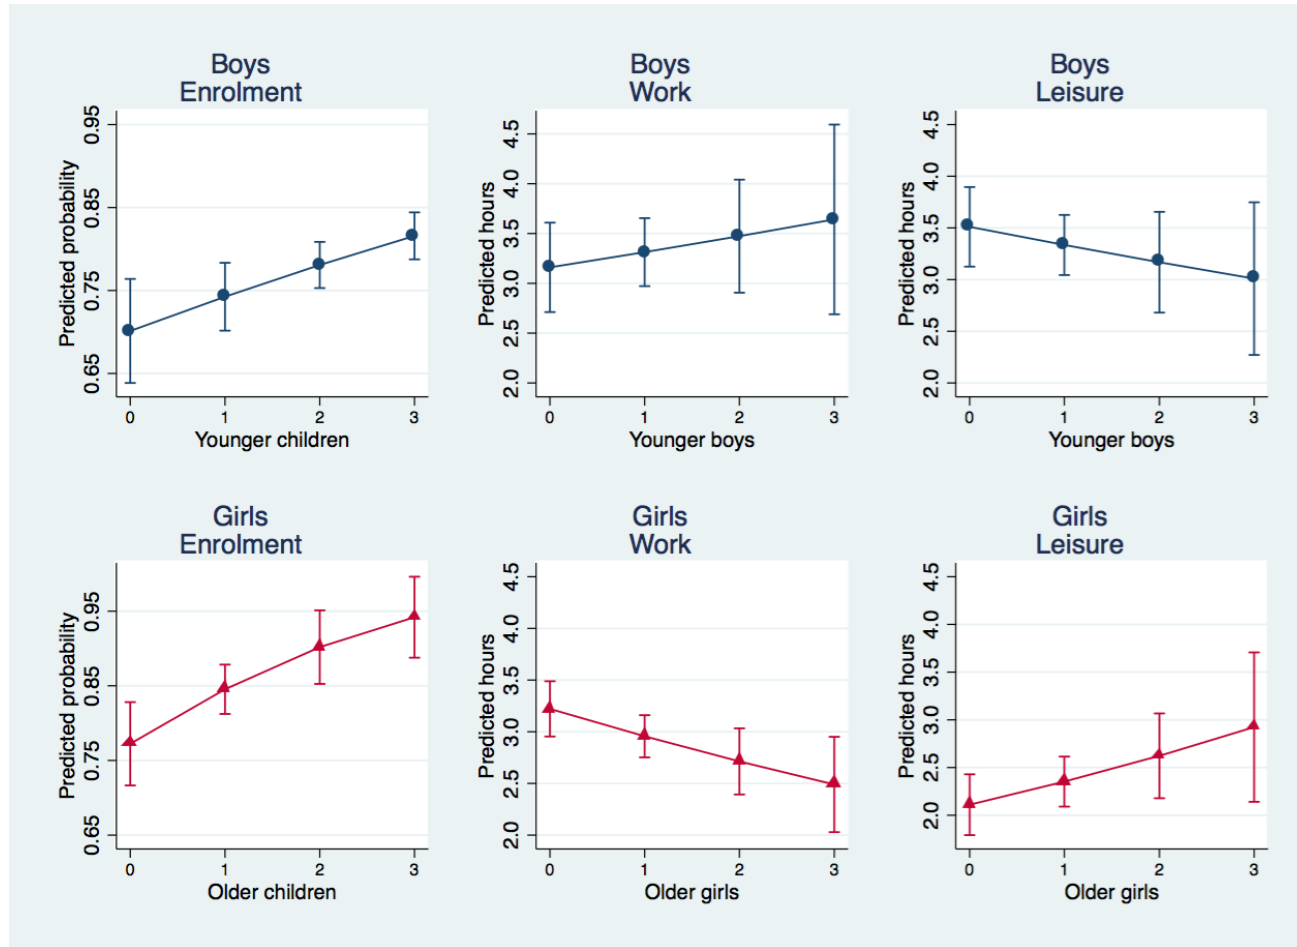 Boys
Enrolment
Predicted probability
0.95
0.85
0.75
0.65
0
1
2
3
Younger children
Boys
Work
Predicted hours
4.5
4.0
3.5
3.0
2.5
2.0
0
1
2
3
Younger boys
Boys
Leisure
Predicted hours
4.5
4.0
3.5
3.0
2.5
2.0
0
1
2
3
Younger boys
Girls
Enrolment
Predicted probability
0.95
0.85
0.75
0.65
0
1
2
3
Older children
Girls
Work
Predicted hours
4.5
4.0
3.5
3.0
2.5
2.0
0
1
2
3
Older girls
Girls
Leisure
Predicted hours
4.5
4.0
3.5
3.0
2.5
2.0
0
1
2
3
Older girls